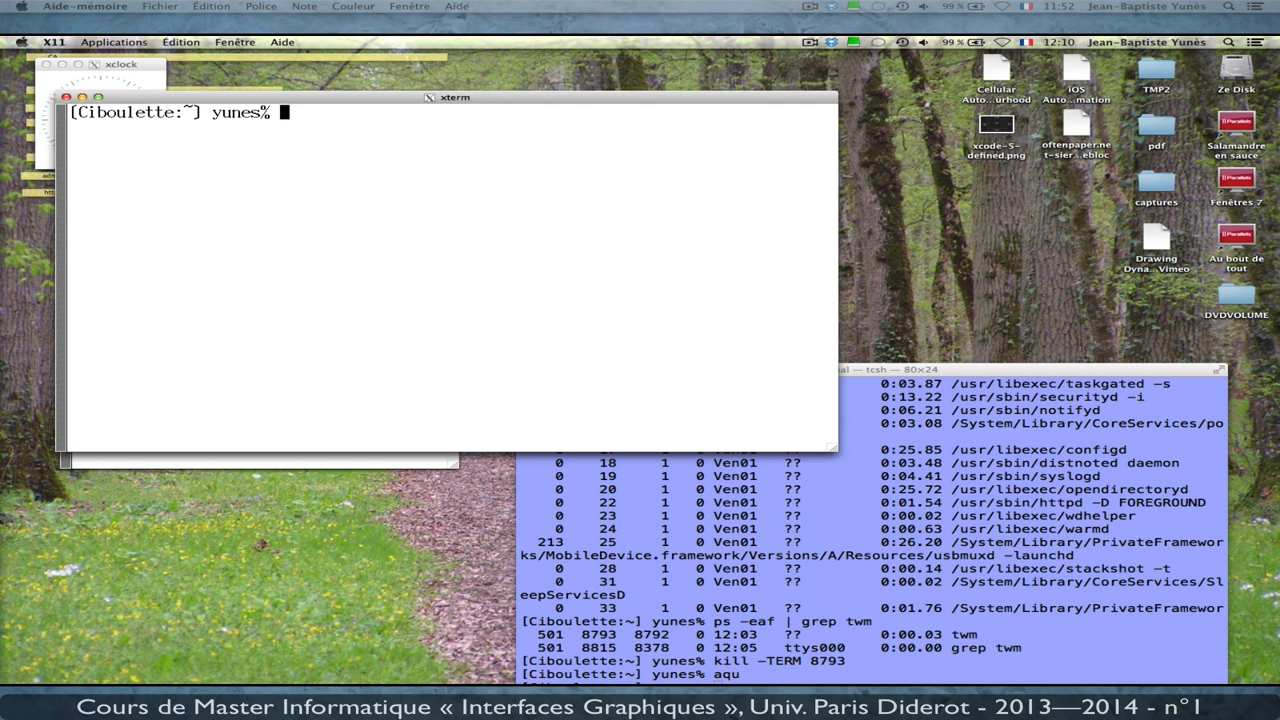 Aide-mémoire Fichier Édition Police Note Couleur Fenêtre Aide 99 % 11:52 Jean-Baptiste Yunès
X11 Applications Édition Fenêtre Aide 99 % 12:10 Jean-Baptiste Yunès
xclock
xterm
[Ciboulette:~] yunes%
Cellular
Auto...urhood
iOS
Auto...mation
TMP2
Ze Disk
xcode-5-
defined.png
oftenpaper.ne
t-sier...ebloc
pdf
Salamandre
en sauce
captures
Fenêtres 7
Drawing
Dyna...Vimeo
Au bout de
tout
DVDVOLUME
al — tcsh — 80×24
0:03.87 /usr/libexec/taskgated -s
0:13.22 /usr/sbin/securityd -i
0:06.21 /usr/sbin/notifyd
0:03.08 /System/Library/CoreServices/po
0:25.85 /usr/libexec/configd
0 18 1 0 Ven01 ?? 0:03.48 /usr/sbin/distnoted daemon
0 19 1 0 Ven01 ?? 0:04.41 /usr/sbin/syslogd
0 20 1 0 Ven01 ?? 0:25.72 /usr/libexec/opendirectoryd
0 22 1 0 Ven01 ?? 0:01.54 /usr/sbin/httpd -D FOREGROUND
0 23 1 0 Ven01 ?? 0:00.02 /usr/libexec/wdhelper
0 24 1 0 Ven01 ?? 0:00.63 /usr/libexec/warmd
213 25 1 0 Ven01 ?? 0:26.20 /System/Library/PrivateFramewor
ks/MobileDevice.framework/Versions/A/Resources/usbmuxd -launchd
0 28 1 0 Ven01 ?? 0:00.14 /usr/libexec/stackshot -t
0 31 1 0 Ven01 ?? 0:00.02 /System/Library/CoreServices/Sl
eepServicesD
0 33 1 0 Ven01 ?? 0:01.76 /System/Library/PrivateFramewor
[Ciboulette:~] yunes% ps -eaf | grep twm
501 8793 8792 0 12:03 ?? 0:00.03 twm
501 8815 8378 0 12:05 ttys000 0:00.00 grep twm
[Ciboulette:~] yunes% kill -TERM 8793
[Ciboulette:~] yunes% aqu
Cours de Master Informatique « Interfaces Graphiques », Univ. Paris Diderot - 2013—2014 - n°1